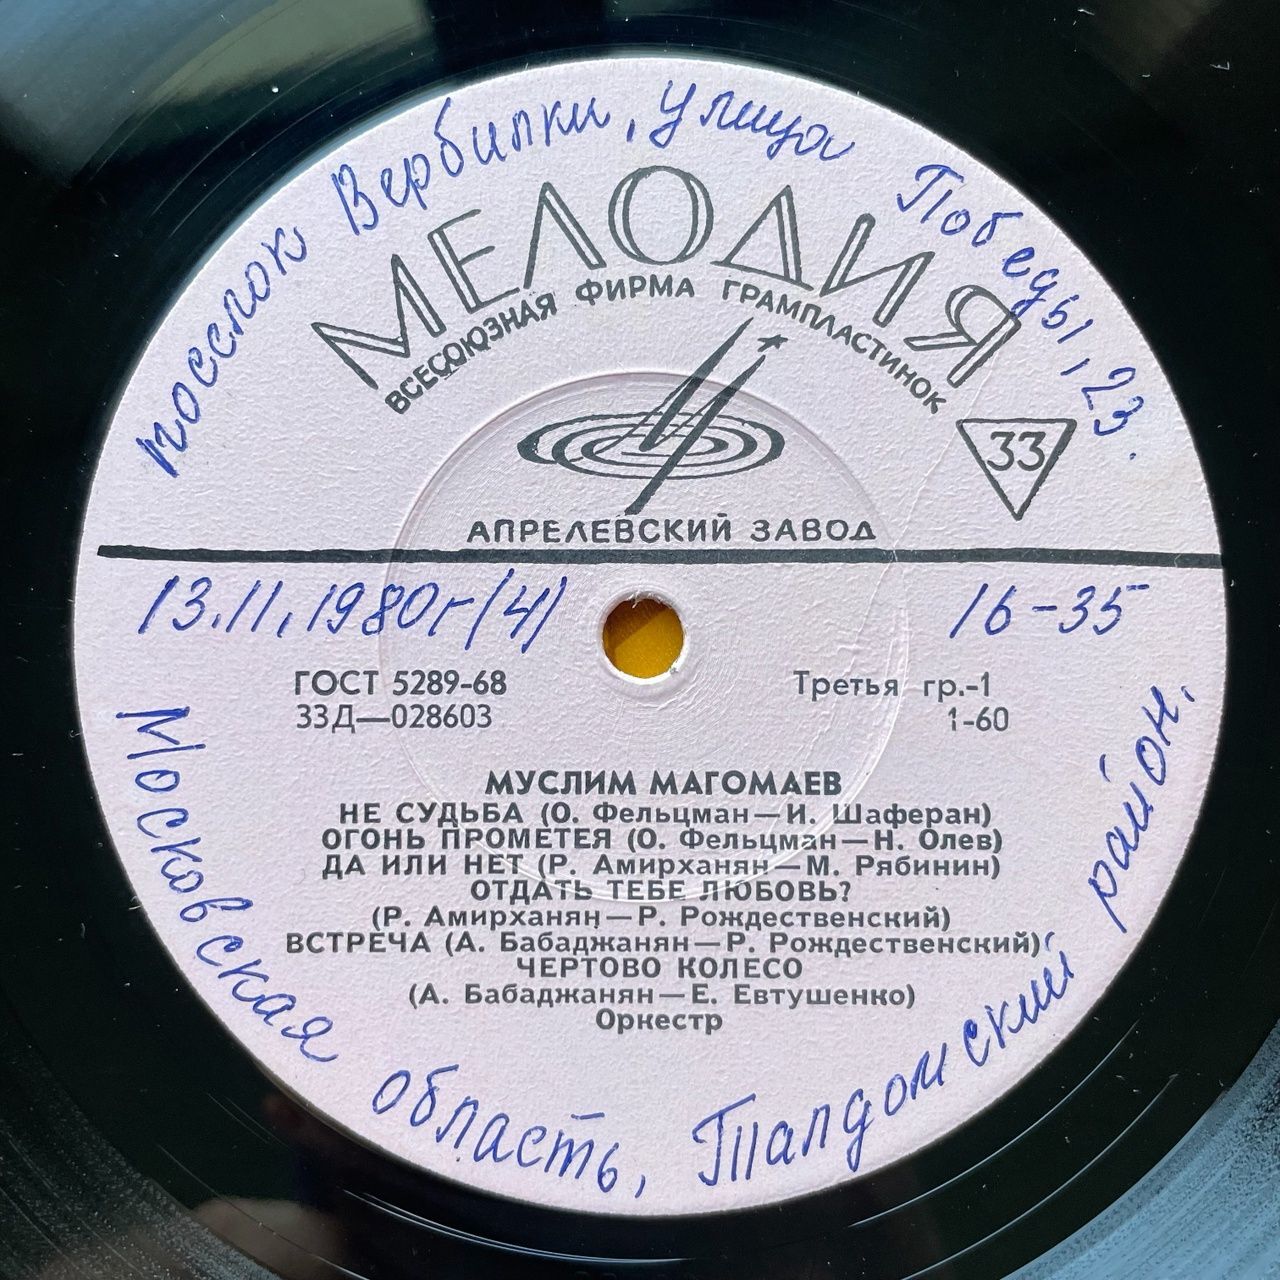 поселок Вербилки, улица Победы, 23.
МЕЛОДИЯ
ВСЕСОЮЗНАЯ ФИРМА ГРАМПЛАСТИНОК
33
АПРЕЛЕВСКИЙ ЗАВОД
13.11.1980г(4) 16-35
ГОСТ 5289-68 Третья гр.-1
33Д—028603 1-60
МУСЛИМ МАГОМАЕВ
НЕ СУДЬБА (О. Фельцман—И. Шаферан)
ОГОНЬ ПРОМЕТЕЯ (О. Фельцман—Н. Олев)
ДА ИЛИ НЕТ (Р. Амирханян—М. Рябинин)
ОТДАТЬ ТЕБЕ ЛЮБОВЬ?
(Р. Амирханян—Р. Рождественский)
ВСТРЕЧА (А. Бабаджанян—Р. Рождественский)
ЧЕРТОВО КОЛЕСО
(А. Бабаджанян—Е. Евтушенко)
Оркестр
Московская область, Талдомский район.